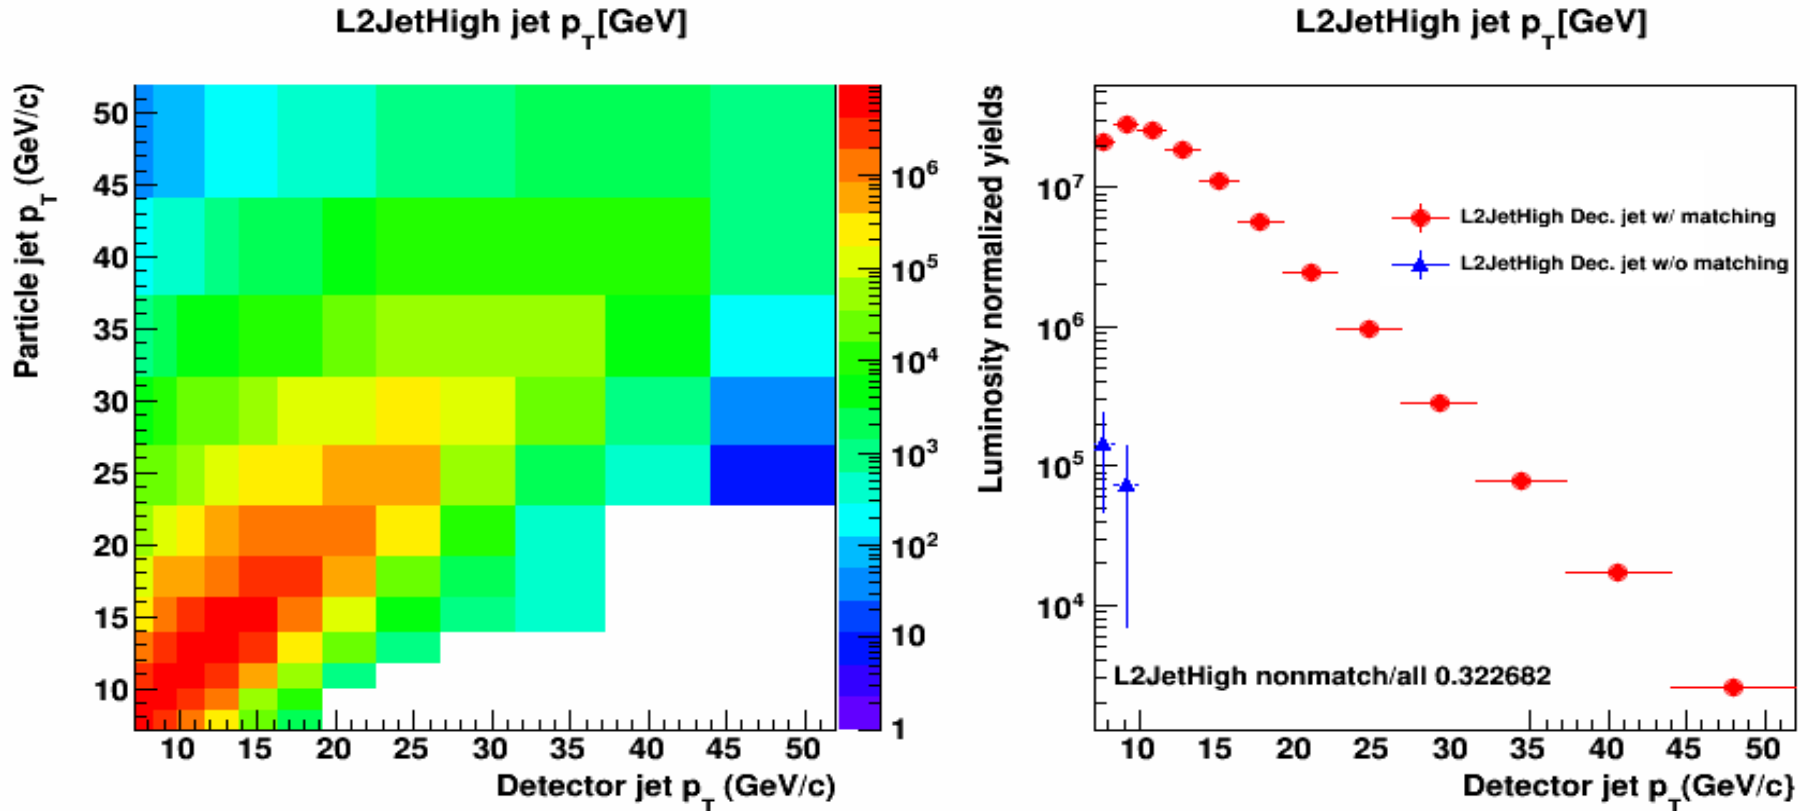 L2JetHigh jet p_T[GeV]
Particle jet p_T (GeV/c)
50
45
40
35
30
25
20
15
10
10 15 20 25 30 35 40 45 50
Detector jet p_T (GeV/c)
10^6
10^5
10^4
10^3
10^2
10
1
L2JetHigh jet p_T[GeV]
Luminosity normalized yields
10^7
10^6
10^5
10^4
L2JetHigh Dec. jet w/ matching
L2JetHigh Dec. jet w/o matching
L2JetHigh nonmatch/all 0.322682
10 15 20 25 30 35 40 45 50
Detector jet p_T(GeV/c}